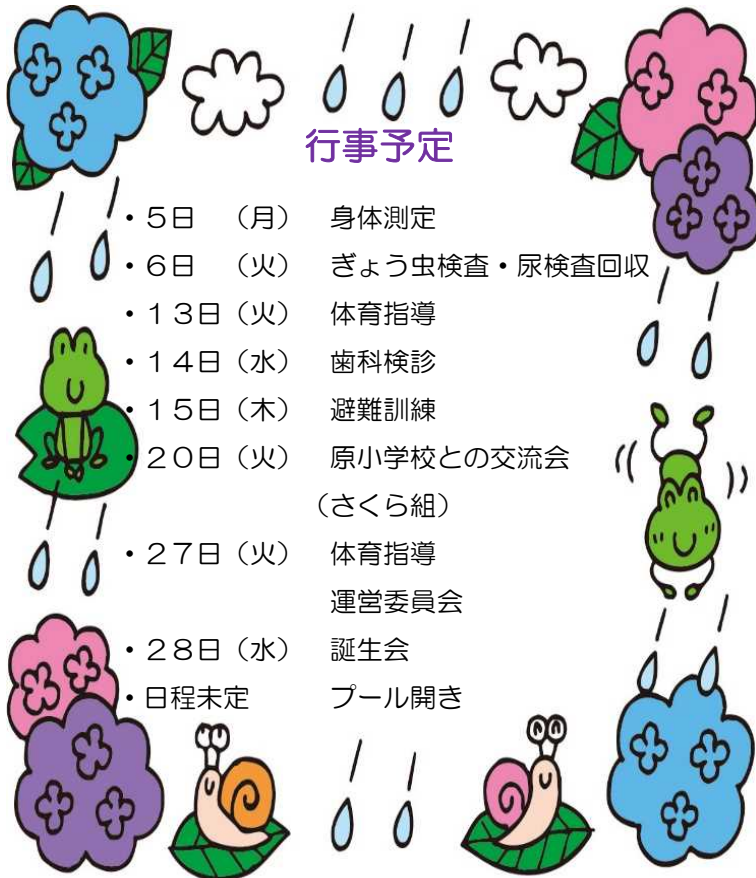 行事予定
・5日　（月）　身体測定
・6日　（火）　ぎょう虫検査・尿検査回収
・13日（火）　体育指導
・14日（水）　歯科検診
・15日（木）　避難訓練
・20日（火）　原小学校との交流会
（さくら組）
・27日（火）　体育指導
運営委員会
・28日（水）　誕生会
・日程未定　　プール開き